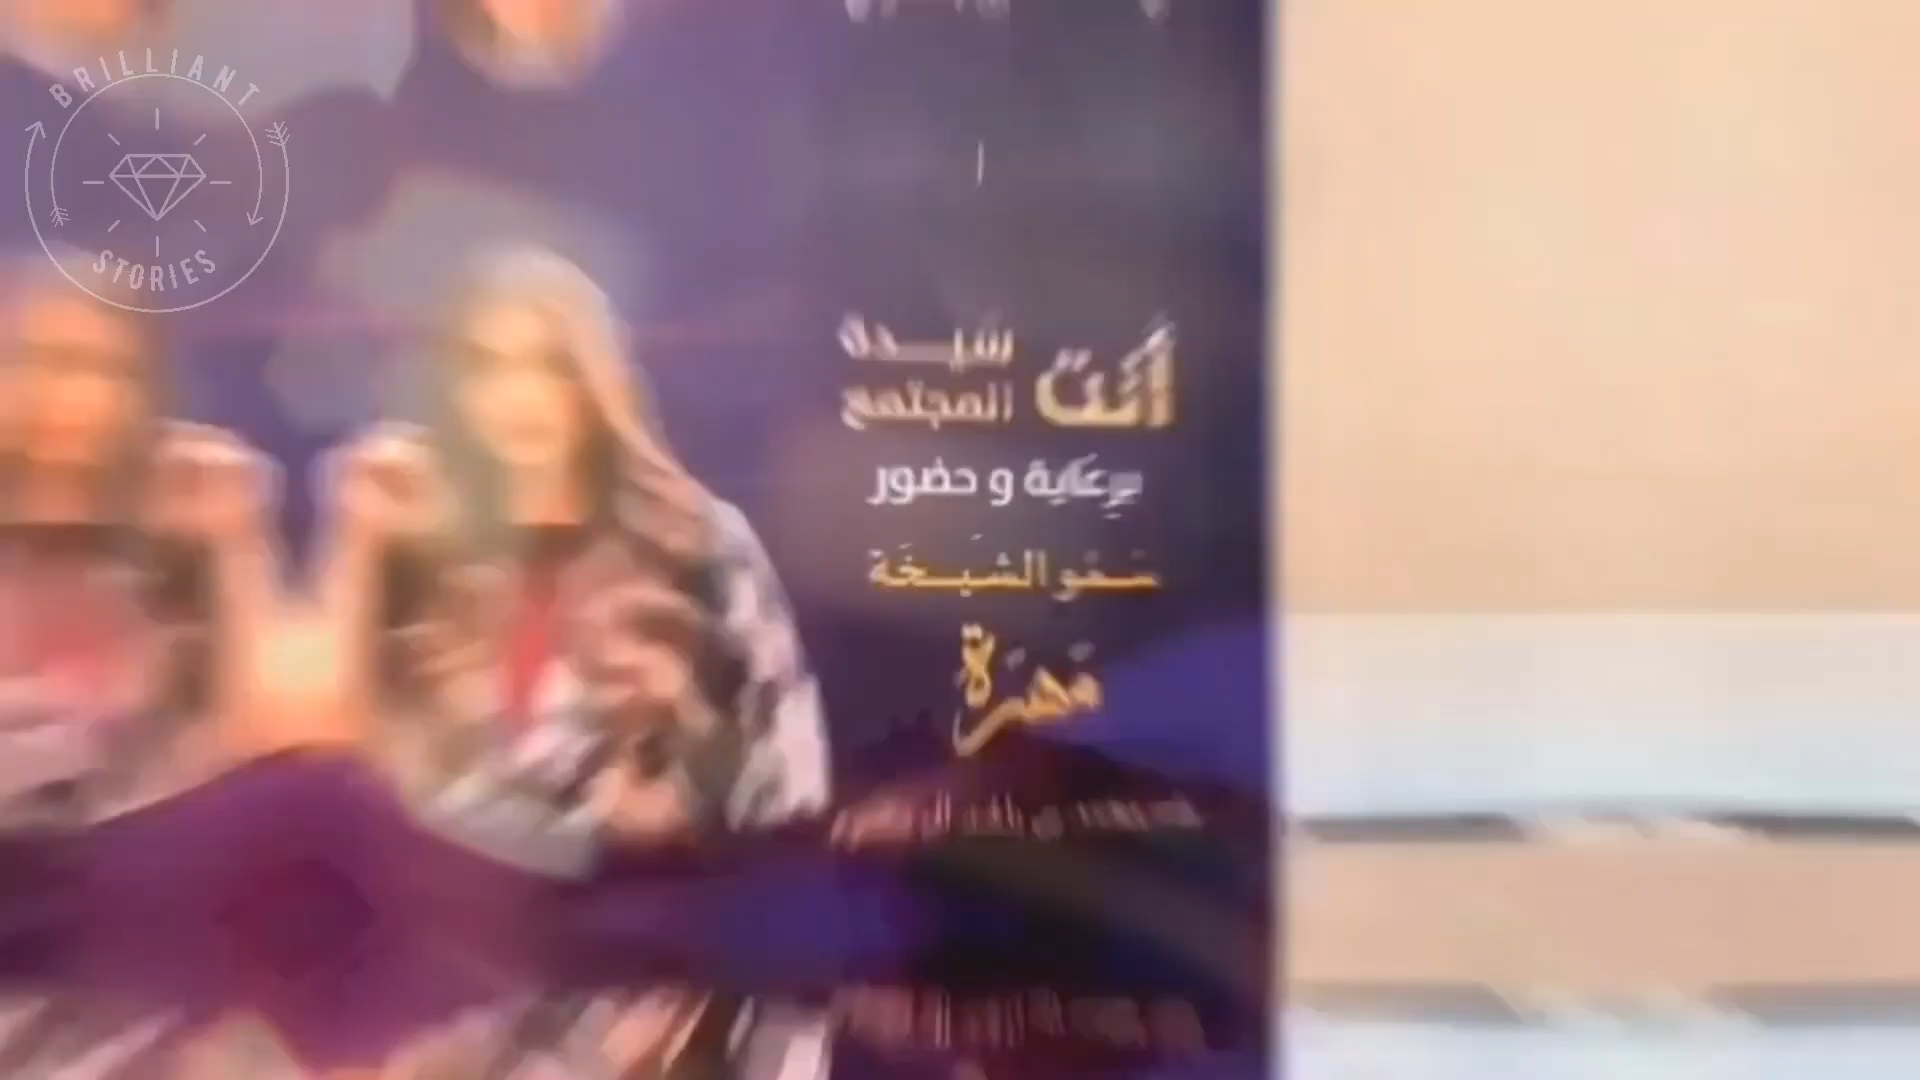 BRILLIANT
STORIES
أنت سيدة
المجتمع
برعاية و حضور
سمو الشيخة
مهرة